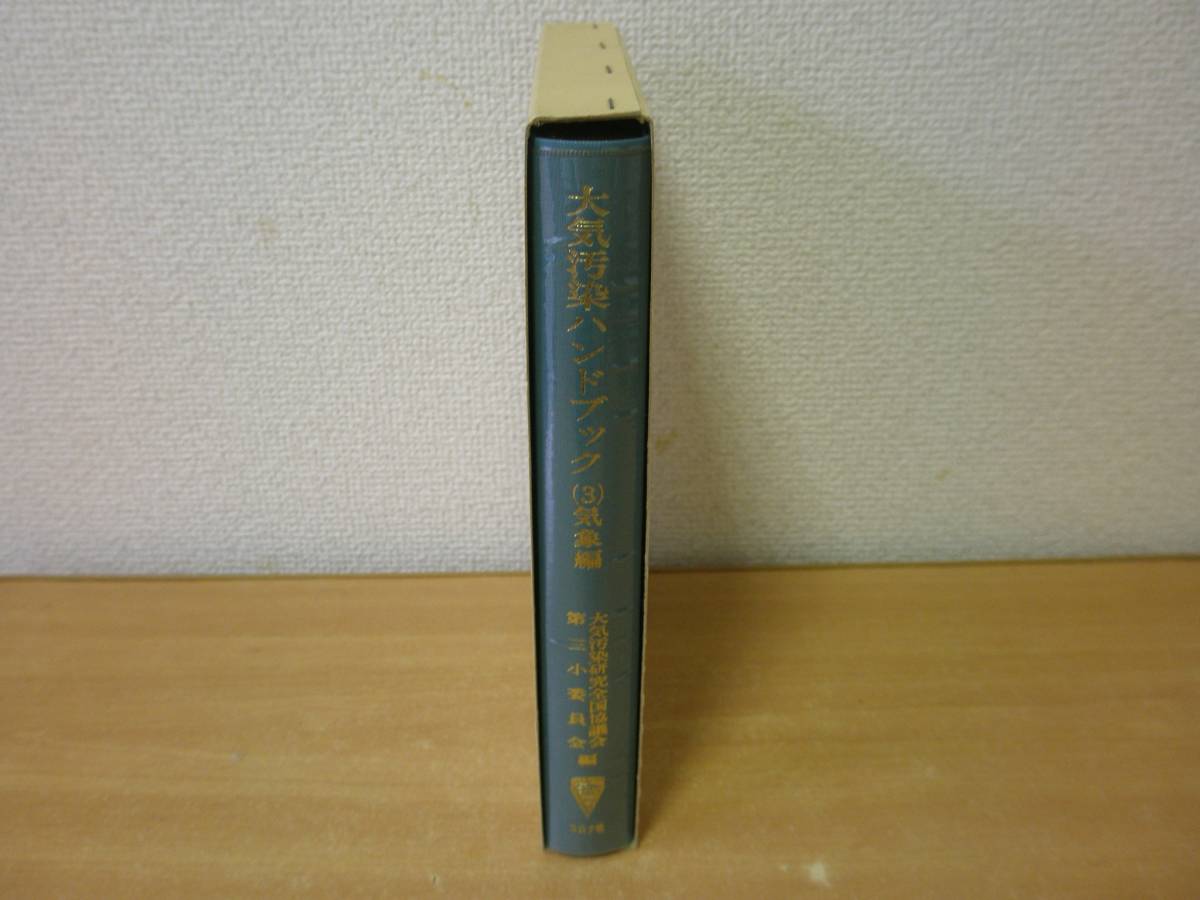 大気汚染ハンドブック(3)気象編
大気汚染研究全国協議会
第三小委員会
編